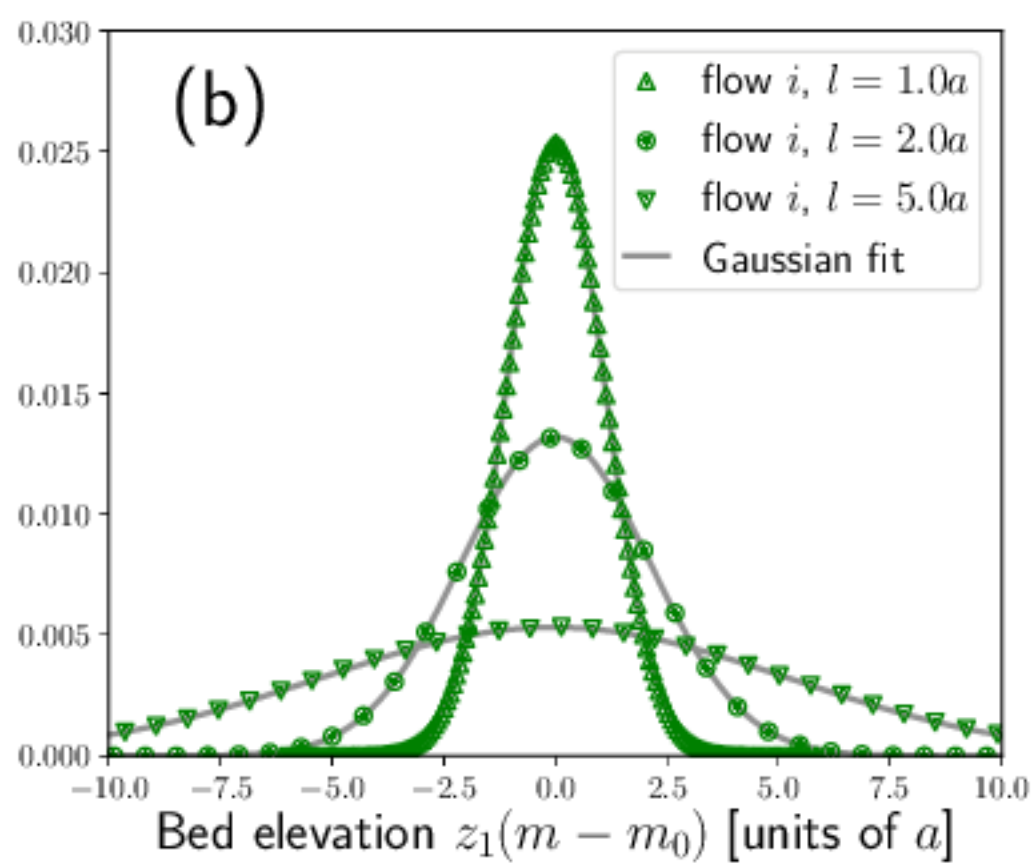 0.030
0.025
0.020
0.015
0.010
0.005
0.000
(b)
flow i, l = 1.0a
flow i, l = 2.0a
flow i, l = 5.0a
Gaussian fit
−10.0 −7.5 −5.0 −2.5 0.0 2.5 5.0 7.5 10.0
Bed elevation z₁(m − m₀) [units of a]